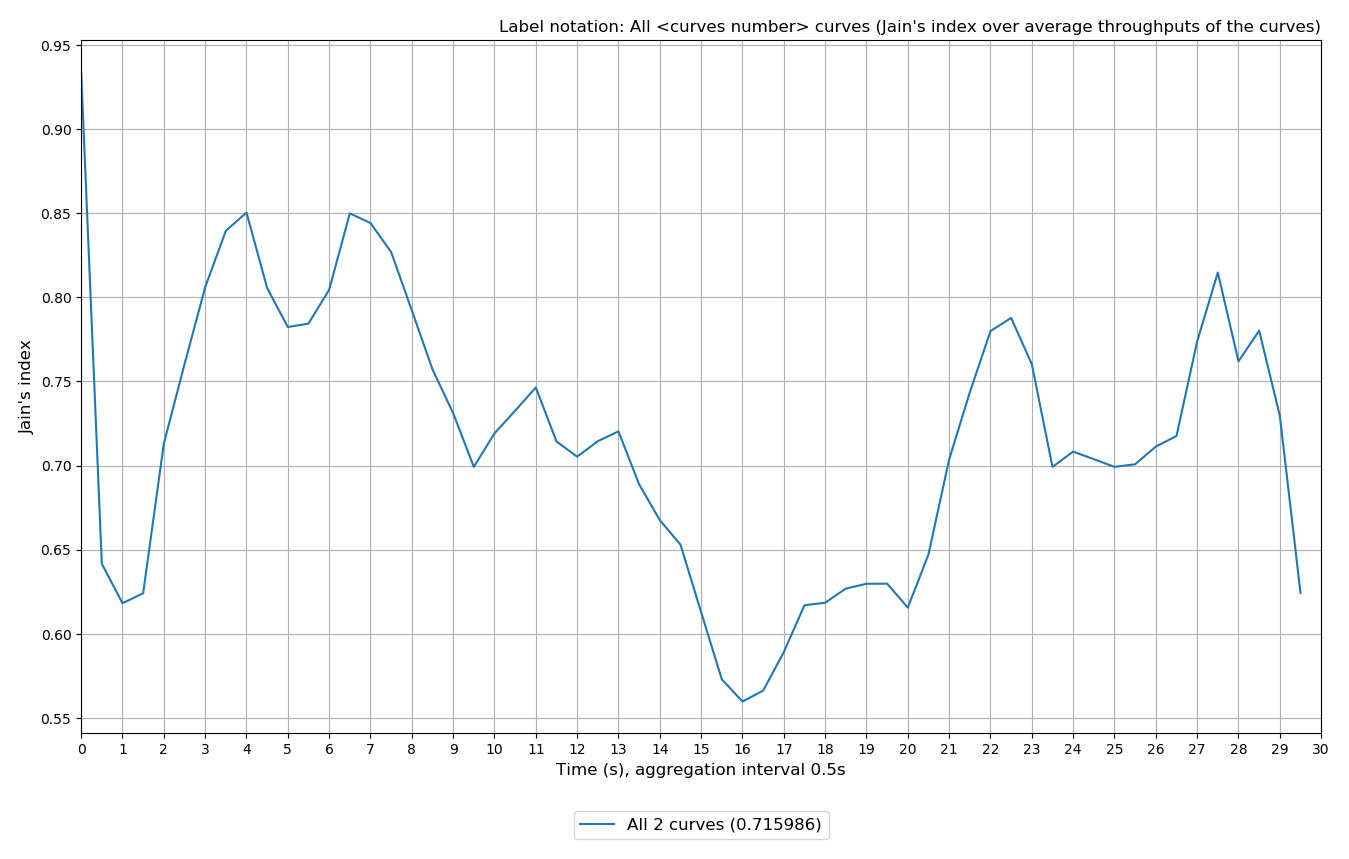 Label notation: All <curves number> curves (Jain's index over average throughputs of the curves)
0.95
0.90
0.85
0.80
0.75
0.70
0.65
0.60
0.55
Jain's index
0 1 2 3 4 5 6 7 8 9 10 11 12 13 14 15 16 17 18 19 20 21 22 23 24 25 26 27 28 29 30
Time (s), aggregation interval 0.5s
All 2 curves (0.715986)